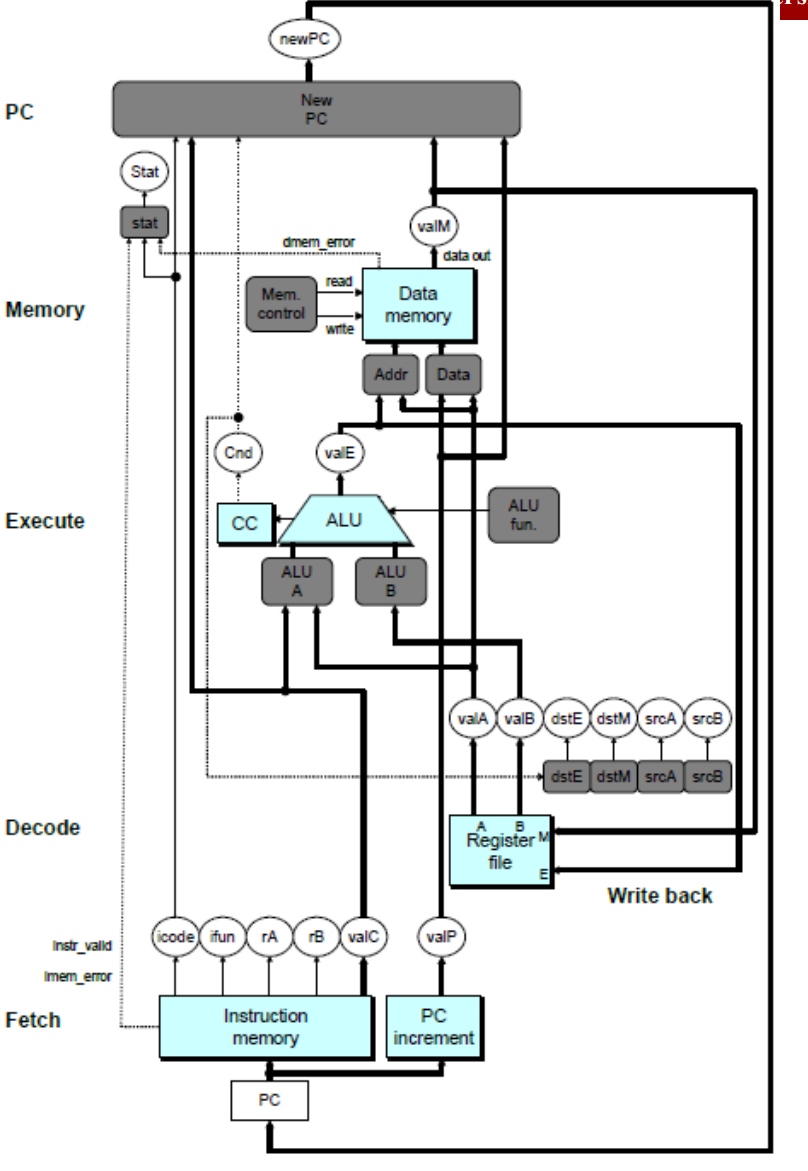 newPC
New
PC
PC
Stat
stat
valM
dmem_error
data out
Memory
Mem.
control
read
write
Data
memory
Addr
Data
Cnd
valE
Execute
CC
ALU
ALU
fun.
ALU
A
ALU
B
valA
valB
dstE
dstM
srcA
srcB
dstE
dstM
srcA
srcB
Decode
A
B
M
Register
file
E
Write back
icode
ifun
rA
rB
valC
valP
Instr_valid
Imem_error
Fetch
Instruction
memory
PC
increment
PC